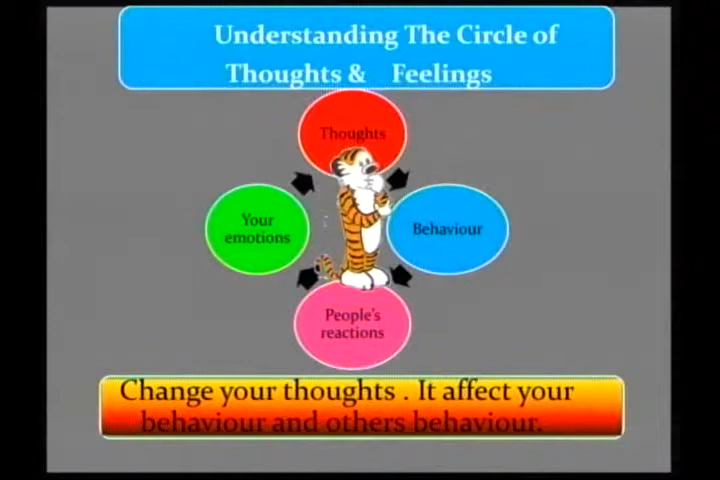 Understanding The Circle of
Thoughts & Feelings
Thoughts
Your
emotions
Behaviour
People's
reactions
Change your thoughts . It affect your
behaviour and others behaviour.